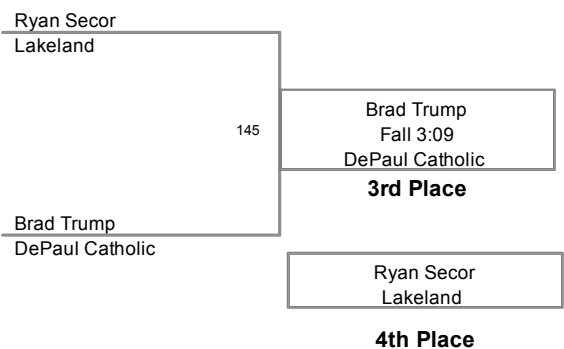 Ryan Secor
Lakeland
145
Brad Trump
Fall 3:09
DePaul Catholic
3rd Place
Brad Trump
DePaul Catholic
Ryan Secor
Lakeland
4th Place